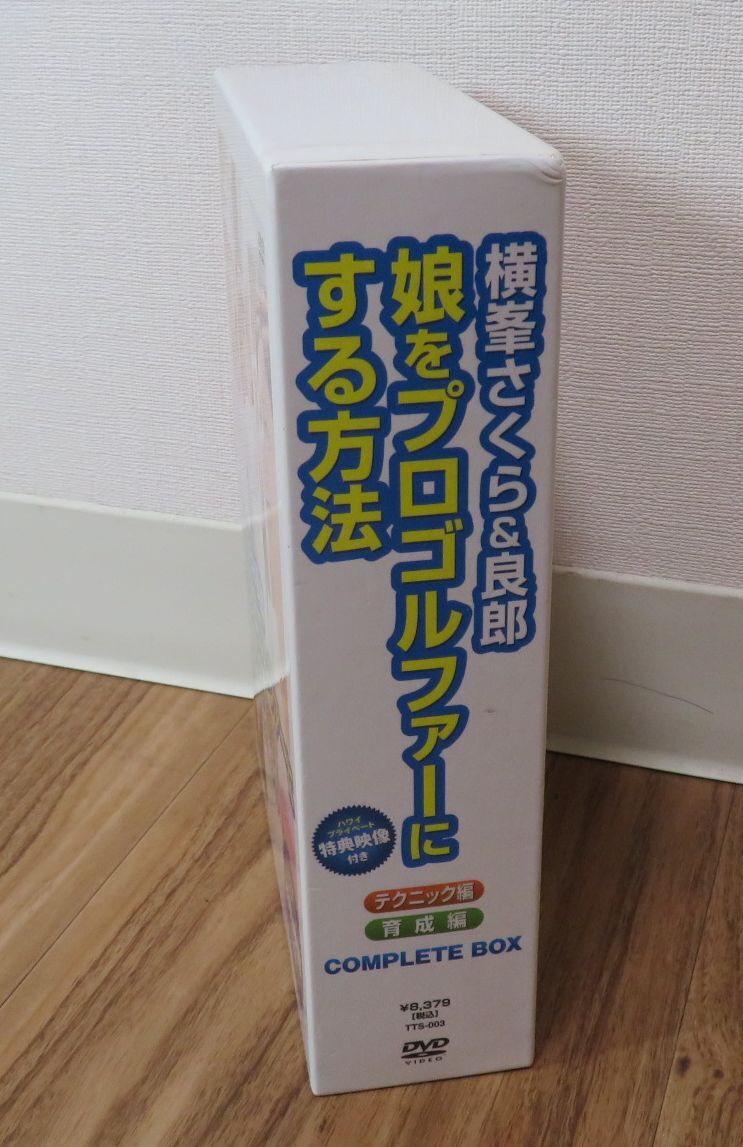 横峯さくら&良郎
娘をプロゴルファーに
する方法
ハワイ
プライベート
特典映像
付き
テクニック編
育成編
COMPLETE BOX
¥8,379
[税込]
TTS-003
DVD
VIDEO